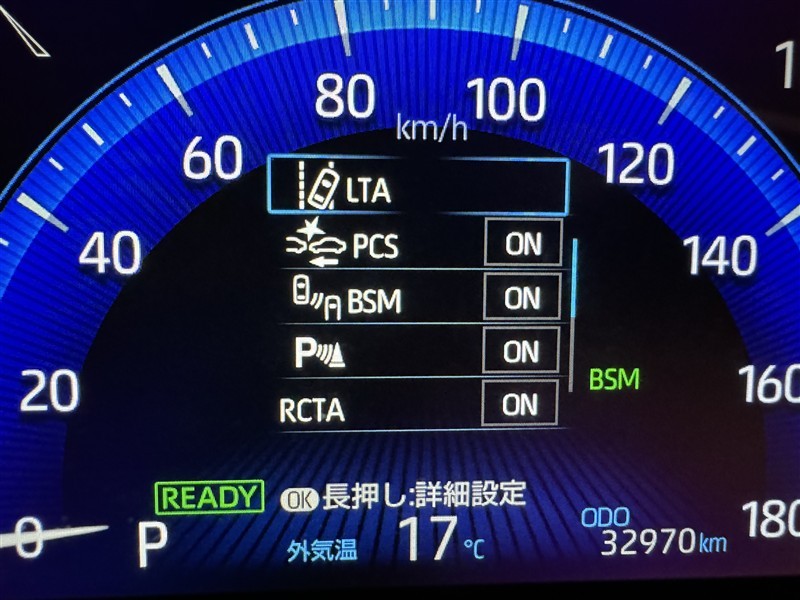 80
100
km/h
60
120
LTA
40
PCS ON
140
BSM ON
P ON
20
BSM
160
RCTA ON
READY OK 長押し:詳細設定
0
P
外気温 17 ℃
ODO
32970 km
180